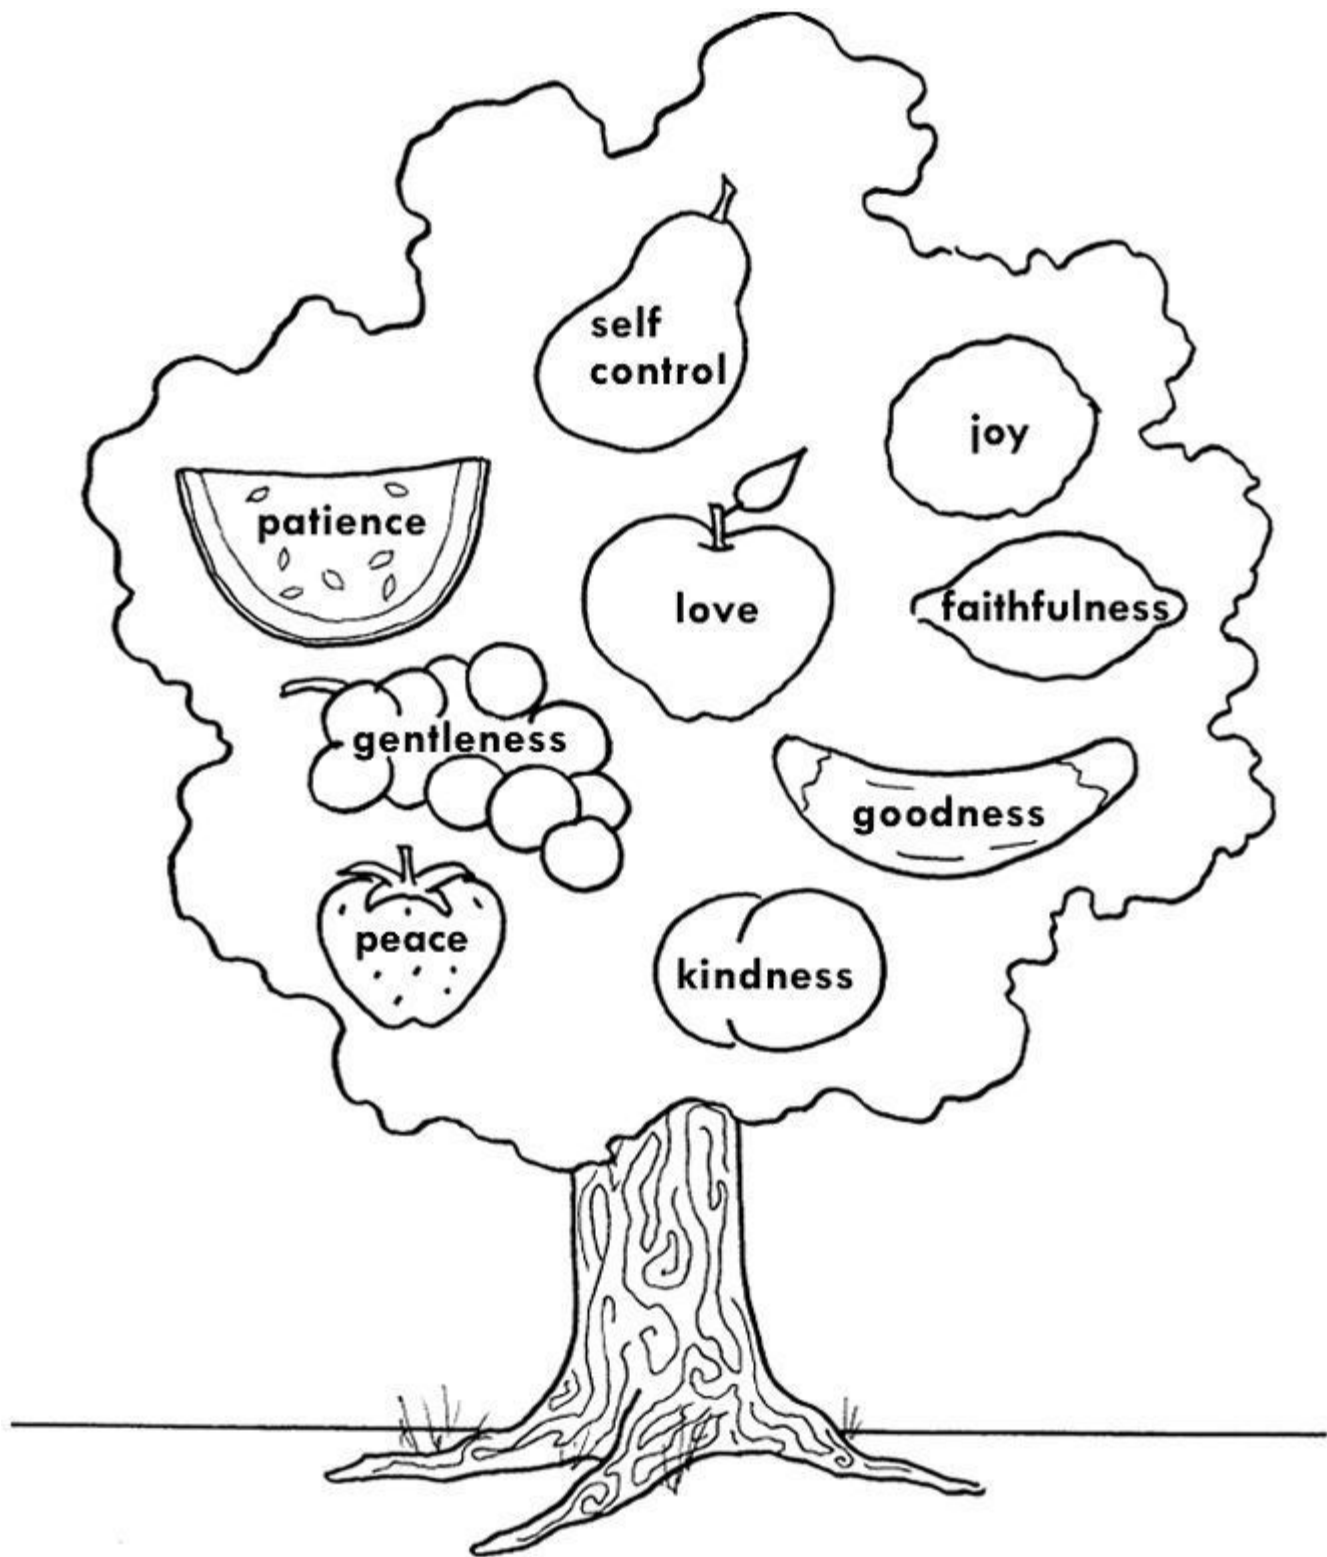 self
control
joy
patience
love
faithfulness
gentleness
goodness
peace
kindness